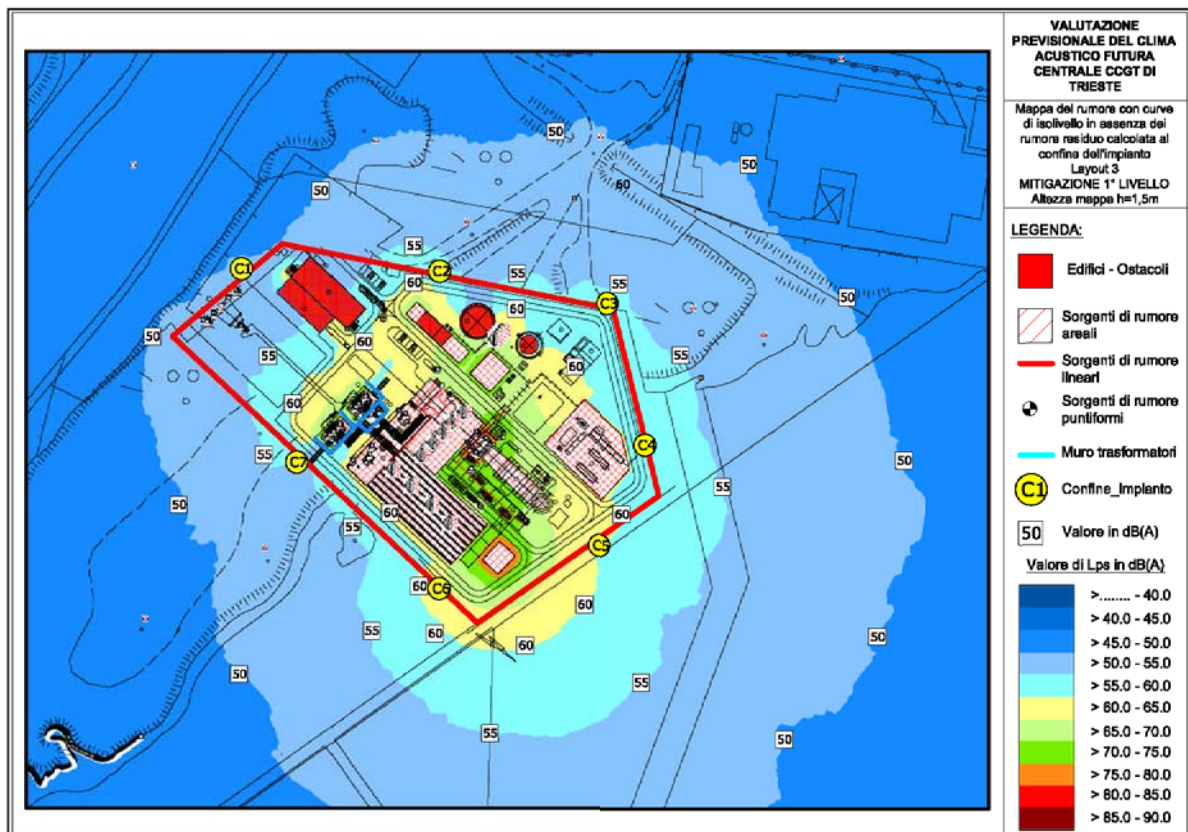 VALUTAZIONE
PREVISIONALE DEL CLIMA
ACUSTICO FUTURA
CENTRALE CCGT DI
TRIESTE
Mappa del rumore con curve
di isolivello in assenza del
rumore residuo calcolata al
confine dell'impianto
Layout 3
MITIGAZIONE 1° LIVELLO
Altezza mappa h=1,5m
LEGENDA:
Edifici - Ostacoli
Sorgenti di rumore
areali
Sorgenti di rumore
lineari
Sorgenti di rumore
puntiformi
Muro trasformatori
C1
Confine_Impianto
50
Valore in dB(A)
Valore di Lps in dB(A)
>........ - 40.0
> 40.0 - 45.0
> 45.0 - 50.0
> 50.0 - 55.0
> 55.0 - 60.0
> 60.0 - 65.0
> 65.0 - 70.0
> 70.0 - 75.0
> 75.0 - 80.0
> 80.0 - 85.0
> 85.0 - 90.0
50
50
60
50
55
C1
C2
60
55
55
C3
50
50
55
60
60
55
60
C4
55
50
C7
50
55
60
60
55
C5
60
C6
60
55
60
60
50
50
55
55
50